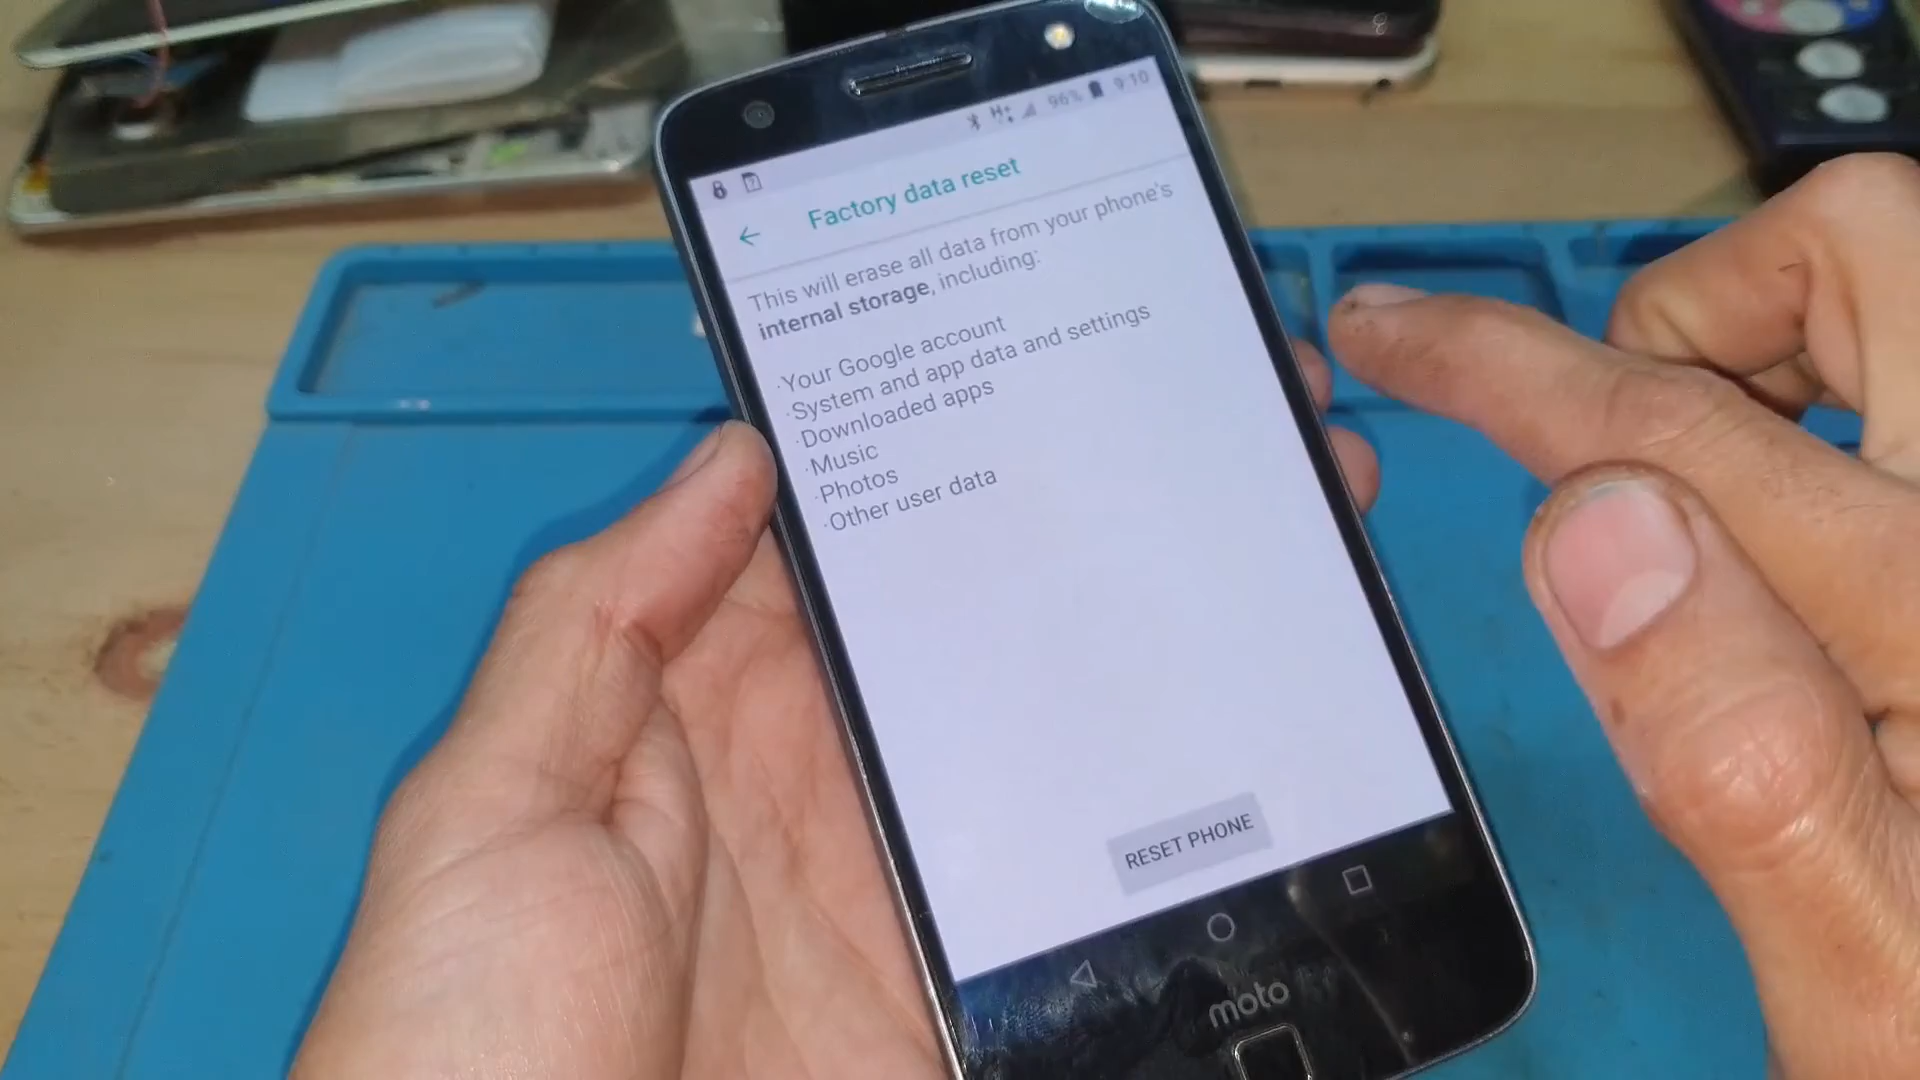 H+ 96% 9:10
Factory data reset
This will erase all data from your phone's
internal storage, including:
·Your Google account
·System and app data and settings
·Downloaded apps
·Music
·Photos
·Other user data
RESET PHONE
moto